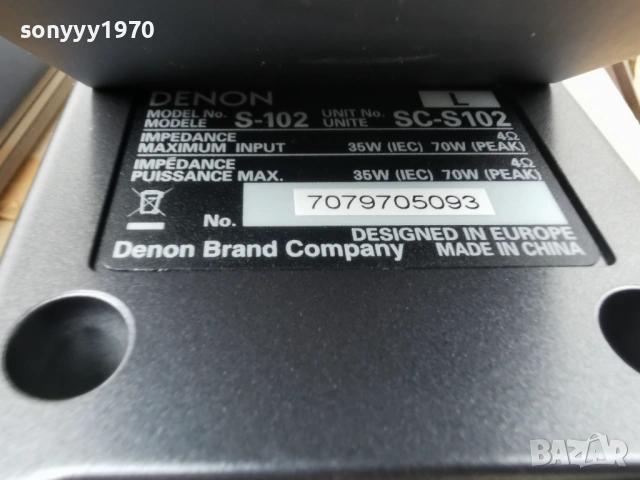 sonyyy1970
DENON L
MODEL No. S-102 UNIT No. SC-S102
MODELE UNITE
IMPEDANCE 4Ω
MAXIMUM INPUT 35W (IEC) 70W (PEAK)
IMPÉDANCE 4Ω
PUISSANCE MAX. 35W (IEC) 70W (PEAK)
No. 7079705093
DESIGNED IN EUROPE
Denon Brand Company MADE IN CHINA
BAZAR